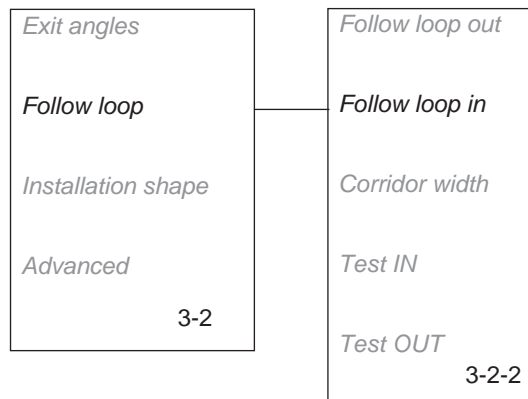 Exit angles
Follow loop
Installation shape
Advanced
3-2
Follow loop out
Follow loop in
Corridor width
Test IN
Test OUT
3-2-2